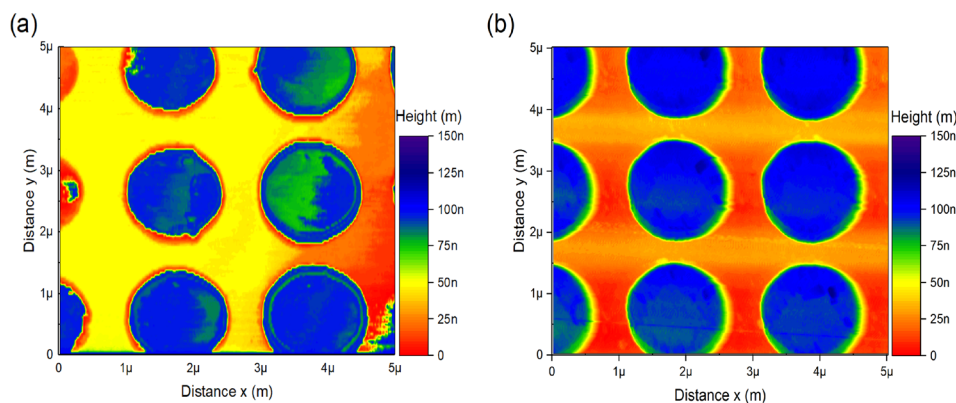 (a)
5μ
4μ
3μ
2μ
1μ
0
Distance y (m)
0
1μ
2μ
3μ
4μ
5μ
Distance x (m)
Height (m)
150n
125n
100n
75n
50n
25n
0
(b)
5μ
4μ
3μ
2μ
1μ
0
Distance y (m)
0
1μ
2μ
3μ
4μ
5μ
Distance x (m)
Height (m)
150n
125n
100n
75n
50n
25n
0